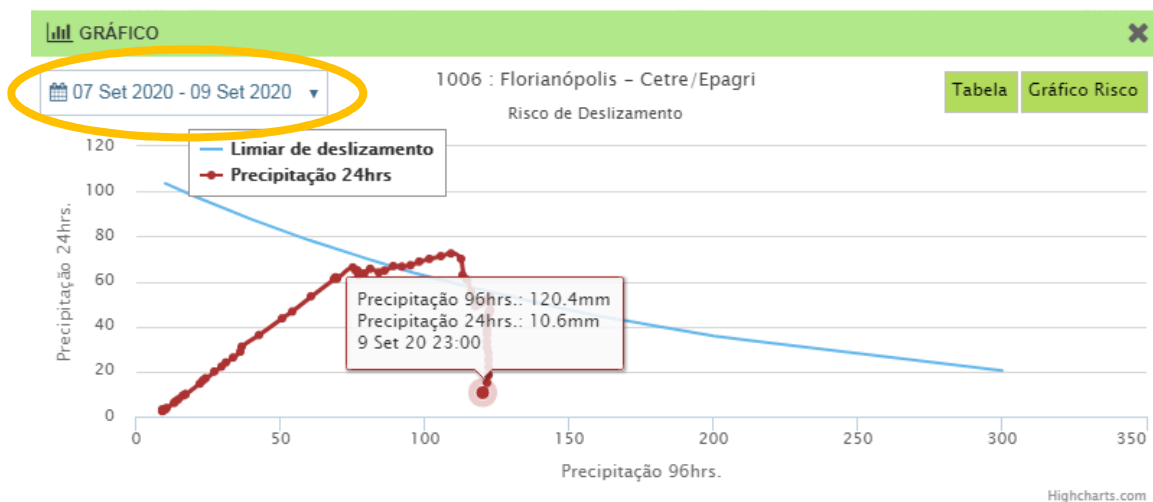 GRÁFICO
07 Set 2020 - 09 Set 2020
1006 : Florianópolis - Cetre/Epagri
Risco de Deslizamento
Tabela
Gráfico Risco
Limiar de deslizamento
Precipitação 24hrs
Precipitação 24hrs.
120
100
80
60
40
20
0
Precipitação 96hrs.: 120.4mm
Precipitação 24hrs.: 10.6mm
9 Set 20 23:00
0 50 100 150 200 250 300 350
Precipitação 96hrs.
Highcharts.com